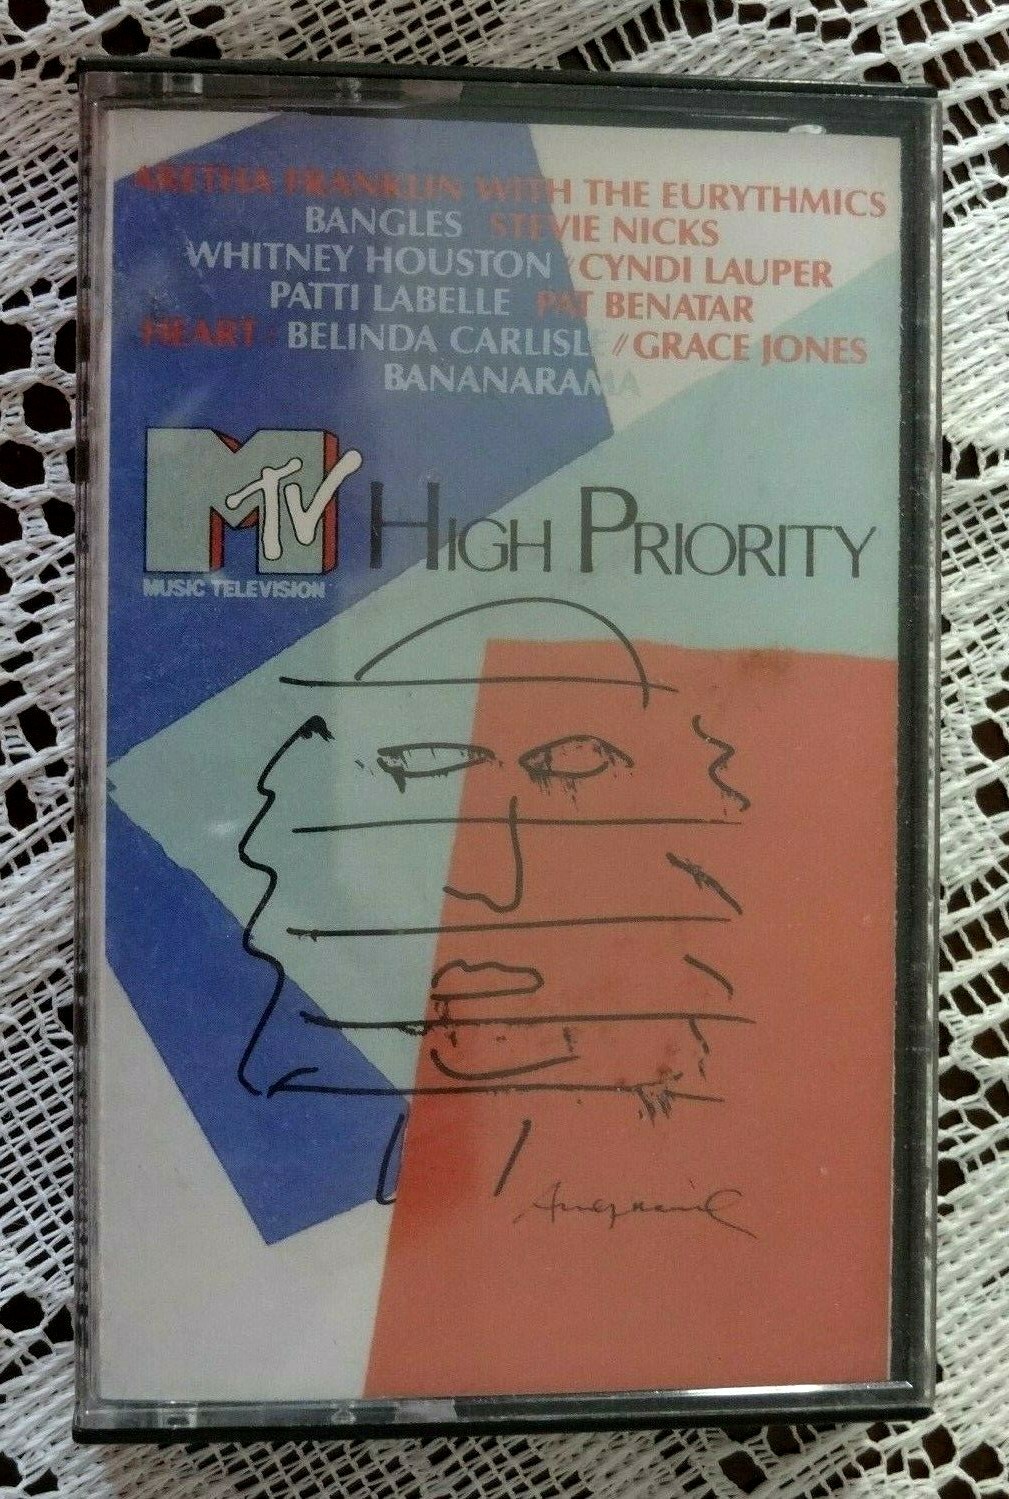 ARETHA FRANKLIN WITH THE EURYTHMICS
BANGLES STEVIE NICKS
WHITNEY HOUSTON / CYNDI LAUPER
PATTI LABELLE PAT BENATAR
HEART / BELINDA CARLISLE // GRACE JONES
BANANARAMA
MTV HIGH PRIORITY
MUSIC TELEVISION